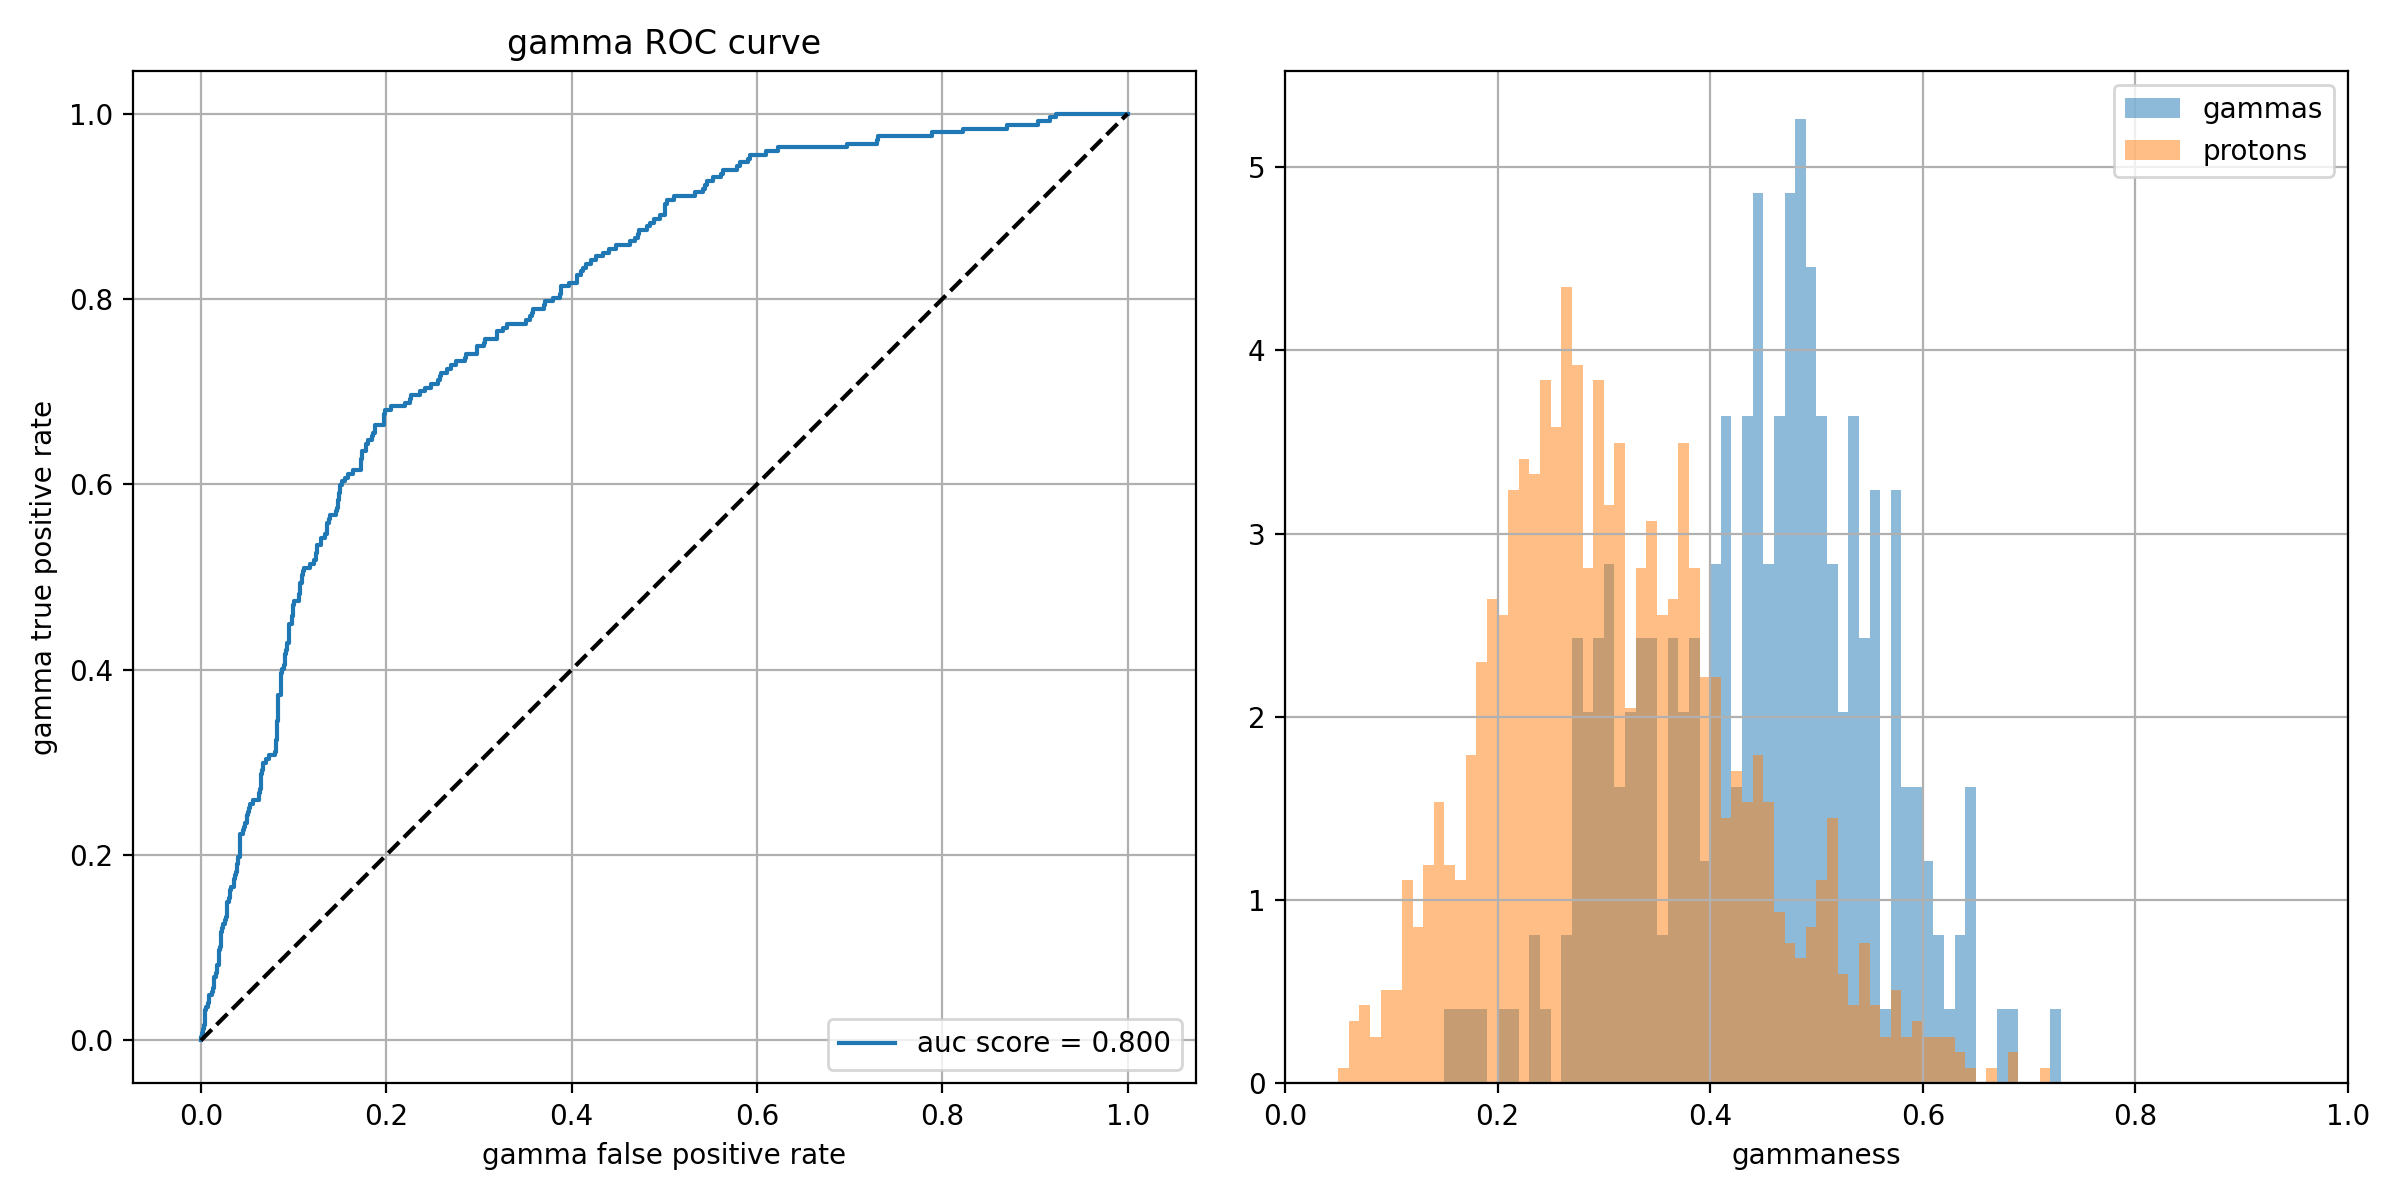 gamma ROC curve
1.0
0.8
0.6
0.4
0.2
0.0
gamma true positive rate
0.0 0.2 0.4 0.6 0.8 1.0
gamma false positive rate
auc score = 0.800
gammas
protons
5
4
3
2
1
0
0.0 0.2 0.4 0.6 0.8 1.0
gammaness